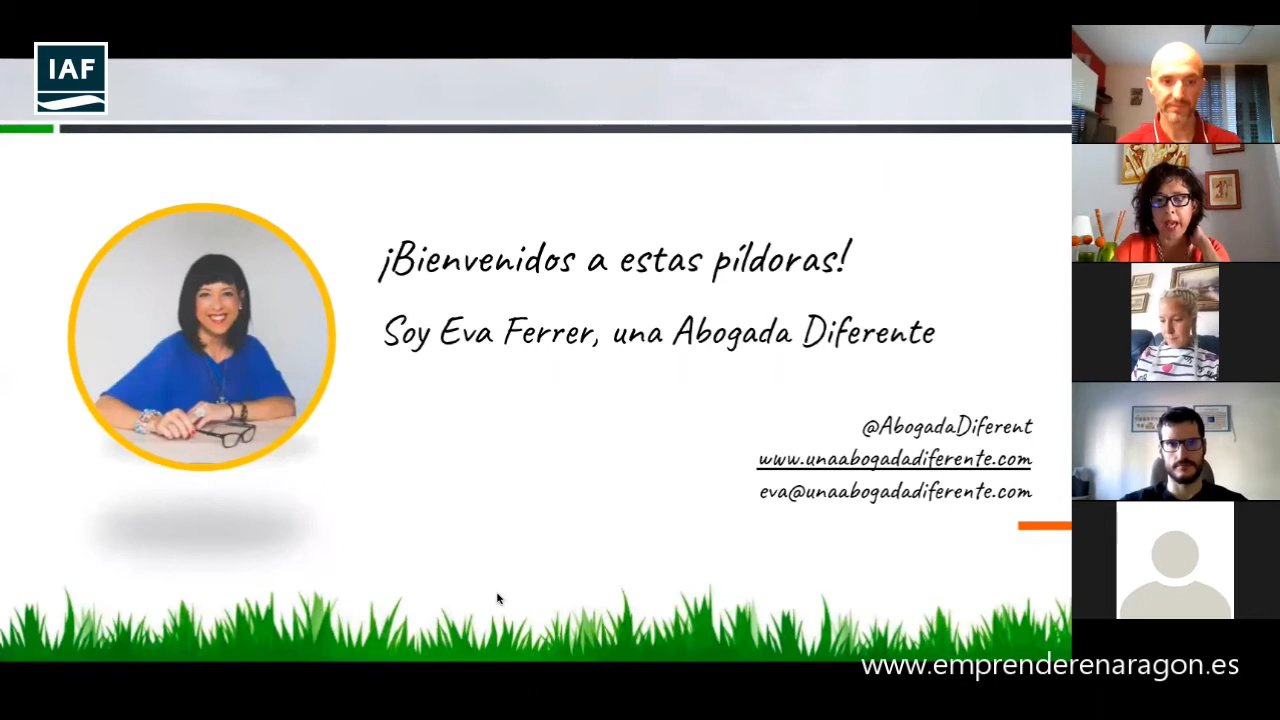 IAF
¡Bienvenidos a estas píldoras!
Soy Eva Ferrer, una Abogada Diferente
@AbogadaDiferent
www.unaabogadadiferente.com
eva@unaabogadadiferente.com
www.emprenderenaragon.es